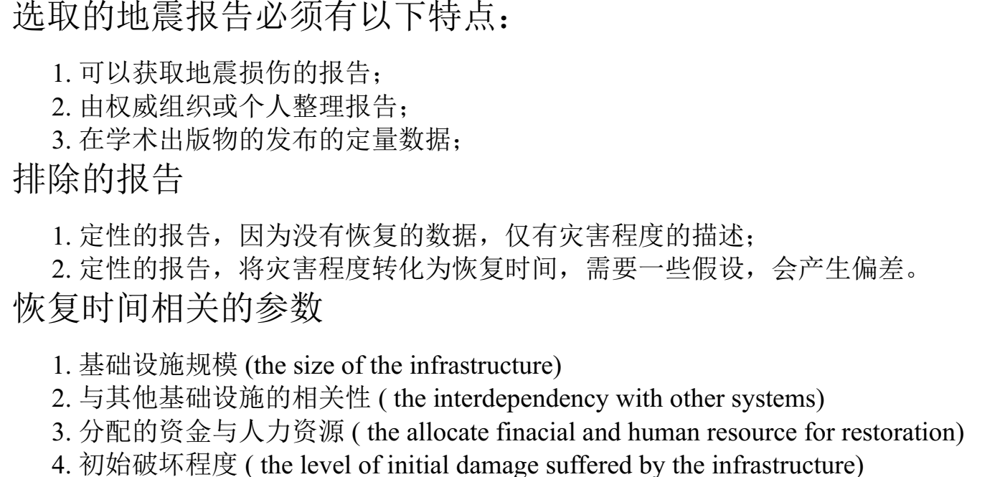 选取的地震报告必须有以下特点：
1. 可以获取地震损伤的报告；
2. 由权威组织或个人整理报告；
3. 在学术出版物的发布的定量数据；
排除的报告
1. 定性的报告，因为没有恢复的数据，仅有灾害程度的描述；
2. 定性的报告，将灾害程度转化为恢复时间，需要一些假设，会产生偏差。
恢复时间相关的参数
1. 基础设施规模 (the size of the infrastructure)
2. 与其他基础设施的相关性 ( the interdependency with other systems)
3. 分配的资金与人力资源 ( the allocate finacial and human resource for restoration)
4. 初始破坏程度 ( the level of initial damage suffered by the infrastructure)